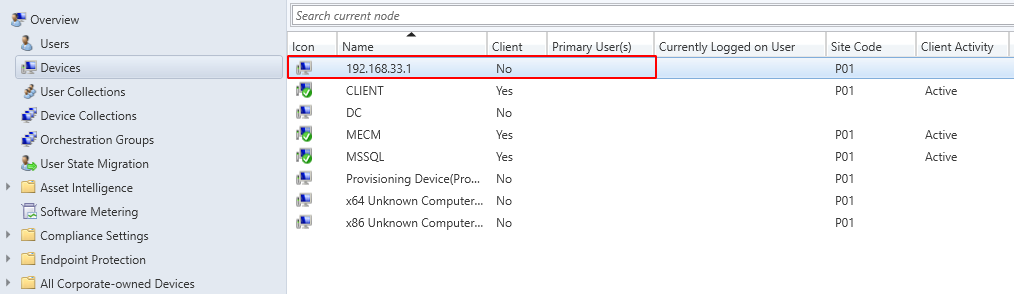 Overview
Users
Devices
User Collections
Device Collections
Orchestration Groups
User State Migration
Asset Intelligence
Software Metering
Compliance Settings
Endpoint Protection
All Corporate-owned Devices
Search current node
Icon Name Client Primary User(s) Currently Logged on User Site Code Client Activity
192.168.33.1 No P01
CLIENT Yes P01 Active
DC No
MECM Yes P01 Active
MSSQL Yes P01 Active
Provisioning Device(Pro... No P01
x64 Unknown Computer... No P01
x86 Unknown Computer... No P01